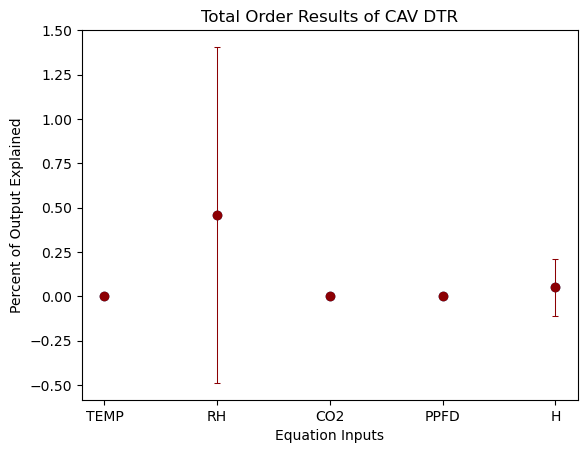 Total Order Results of CAV DTR
Percent of Output Explained
1.50
1.25
1.00
0.75
0.50
0.25
0.00
−0.25
−0.50
TEMP RH CO2 PPFD H
Equation Inputs